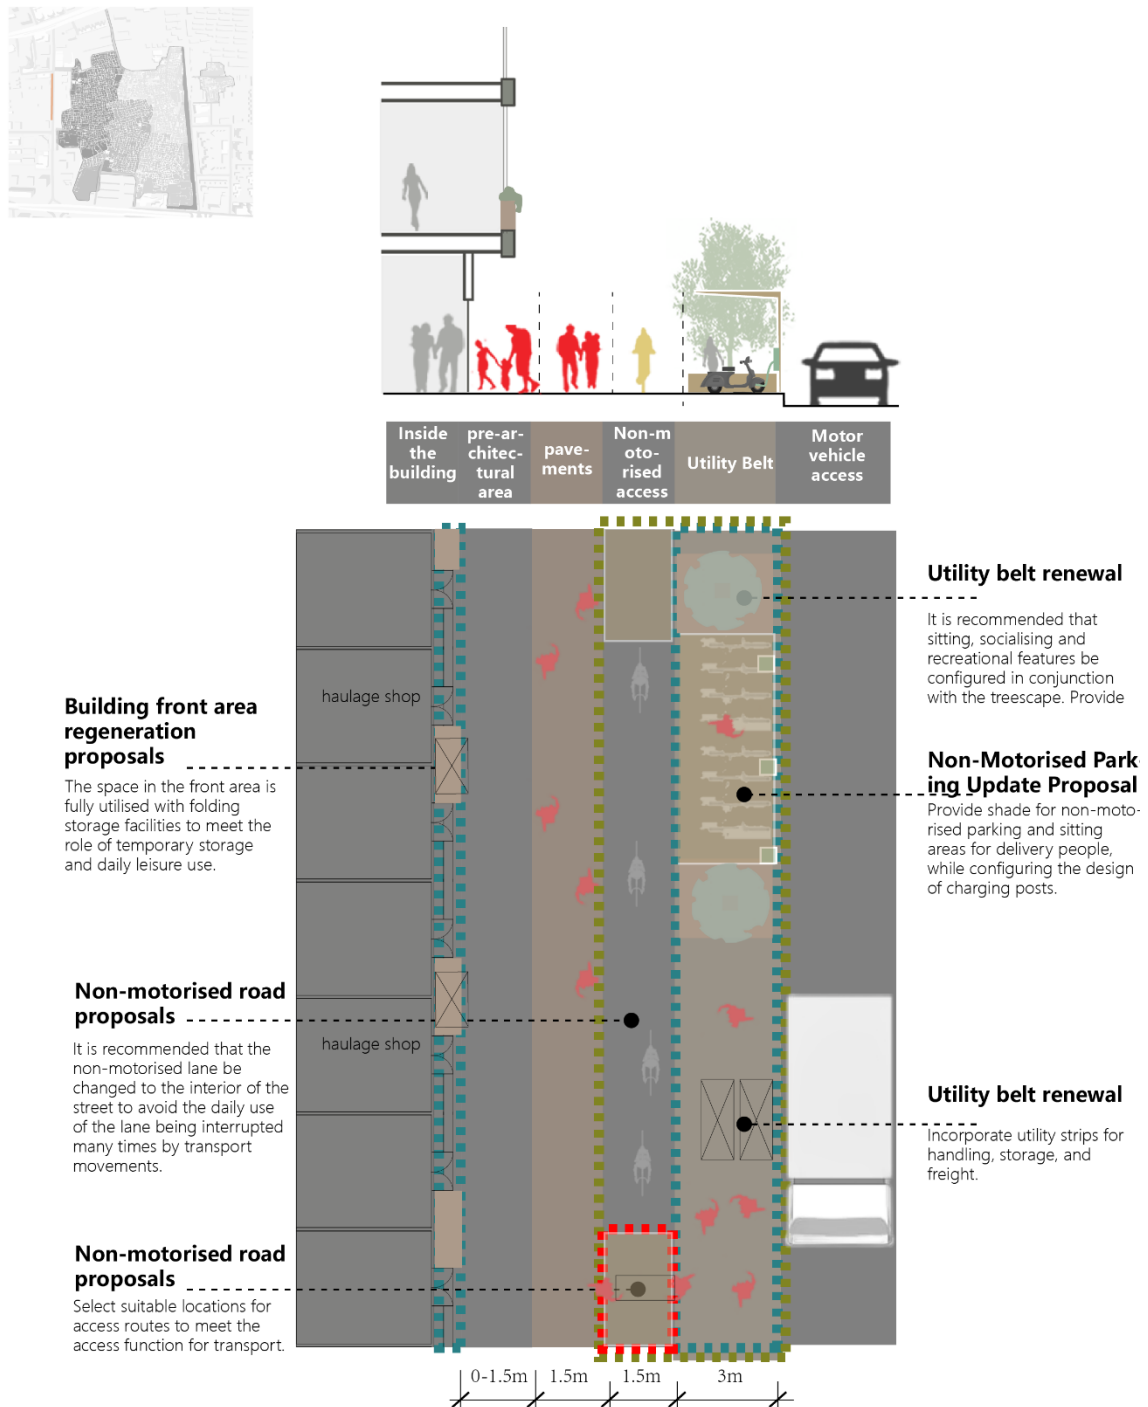 Inside
the
building
pre-ar-
chitec-
tural
area
pave-
ments
Non-m
oto-
rised
access
Utility Belt
Motor
vehicle
access
Utility belt renewal
It is recommended that
sitting, socialising and
recreational features be
configured in conjunction
with the treescape. Provide
haulage shop
Building front area
regeneration
proposals
The space in the front area is
fully utilised with folding
storage facilities to meet the
role of temporary storage
and daily leisure use.
Non-Motorised Park-
ing Update Proposal
Provide shade for non-moto-
rised parking and sitting
areas for delivery people,
while configuring the design
of charging posts.
Non-motorised road
proposals
It is recommended that the
non-motorised lane be
changed to the interior of the
street to avoid the daily use
of the lane being interrupted
many times by transport
movements.
haulage shop
Utility belt renewal
Incorporate utility strips for
handling, storage, and
freight.
Non-motorised road
proposals
Select suitable locations for
access routes to meet the
access function for transport.
0-1.5m
1.5m
1.5m
3m